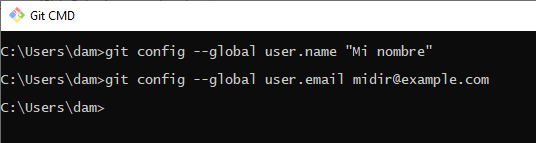 Git CMD
C:\Users\dam>git config --global user.name "Mi nombre"
C:\Users\dam>git config --global user.email midir@example.com
C:\Users\dam>